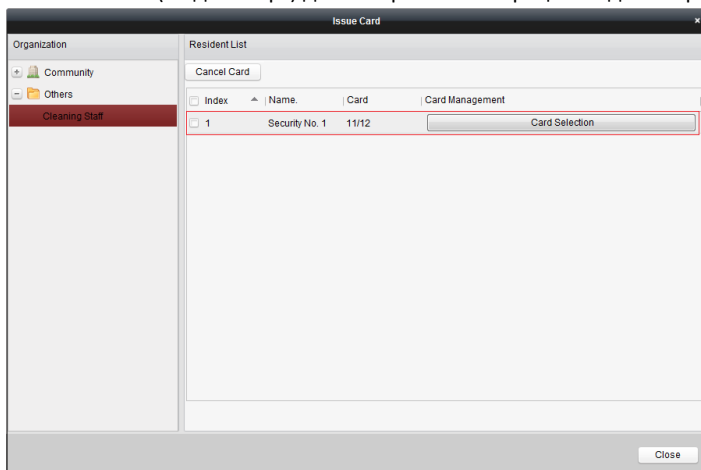 Issue Card ×
Organization
Resident List
Community
Others
Cleaning Staff
Cancel Card
Index Name. Card Card Management
1 Security No. 1 11/12 Card Selection
Close